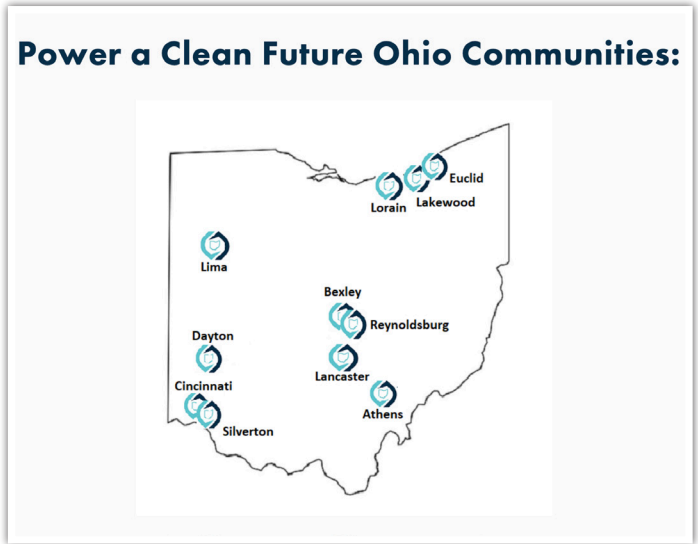 Power a Clean Future Ohio Communities:
Euclid
Lakewood
Lorain
Lima
Bexley
Reynoldsburg
Dayton
Lancaster
Cincinnati
Athens
Silverton